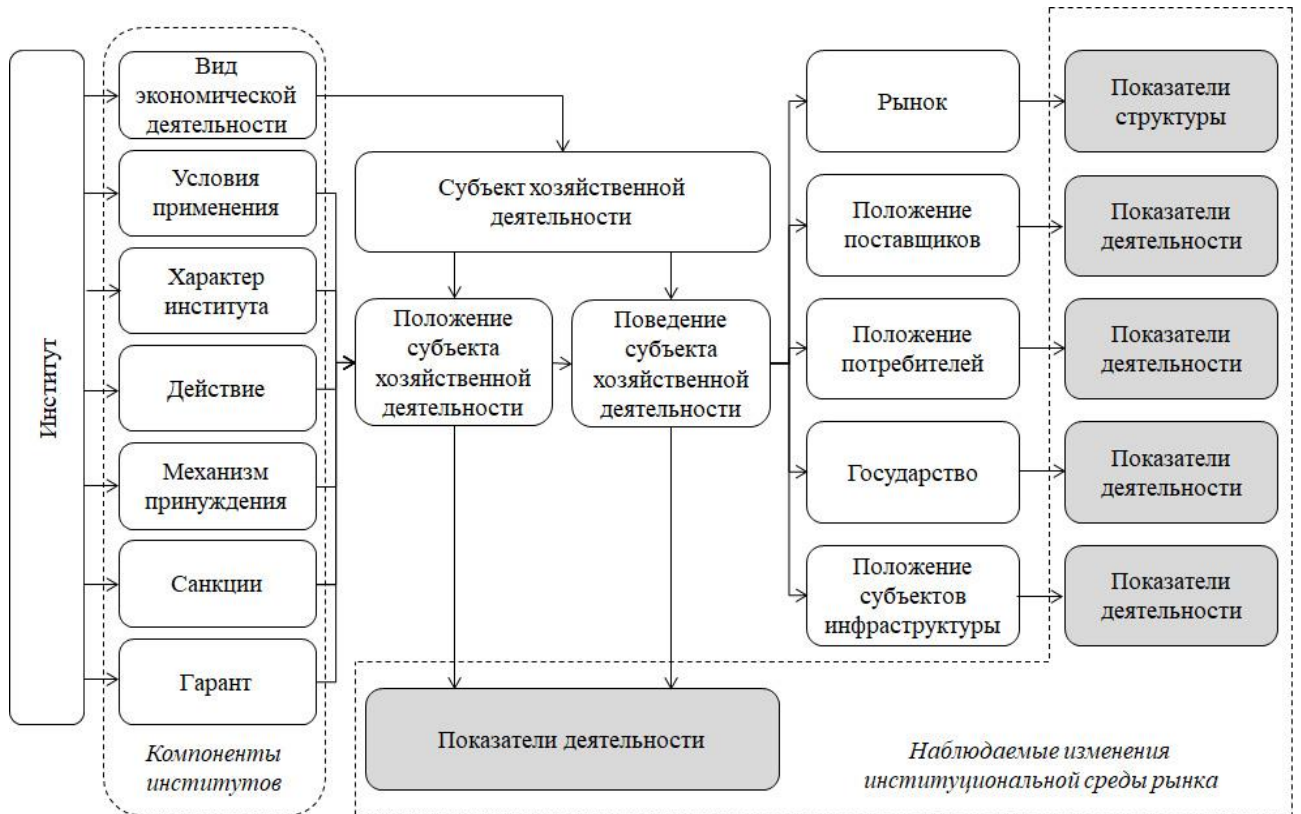 Институт
Вид
экономической
деятельности
Условия
применения
Характер
института
Действие
Механизм
принуждения
Санкции
Гарант
Компоненты
институтов
Субъект хозяйственной
деятельности
Положение
субъекта
хозяйственной
деятельности
Поведение
субъекта
хозяйственной
деятельности
Показатели деятельности
Рынок
Положение
поставщиков
Положение
потребителей
Государство
Положение
субъектов
инфраструктуры
Показатели
структуры
Показатели
деятельности
Показатели
деятельности
Показатели
деятельности
Показатели
деятельности
Наблюдаемые изменения
институциональной среды рынка